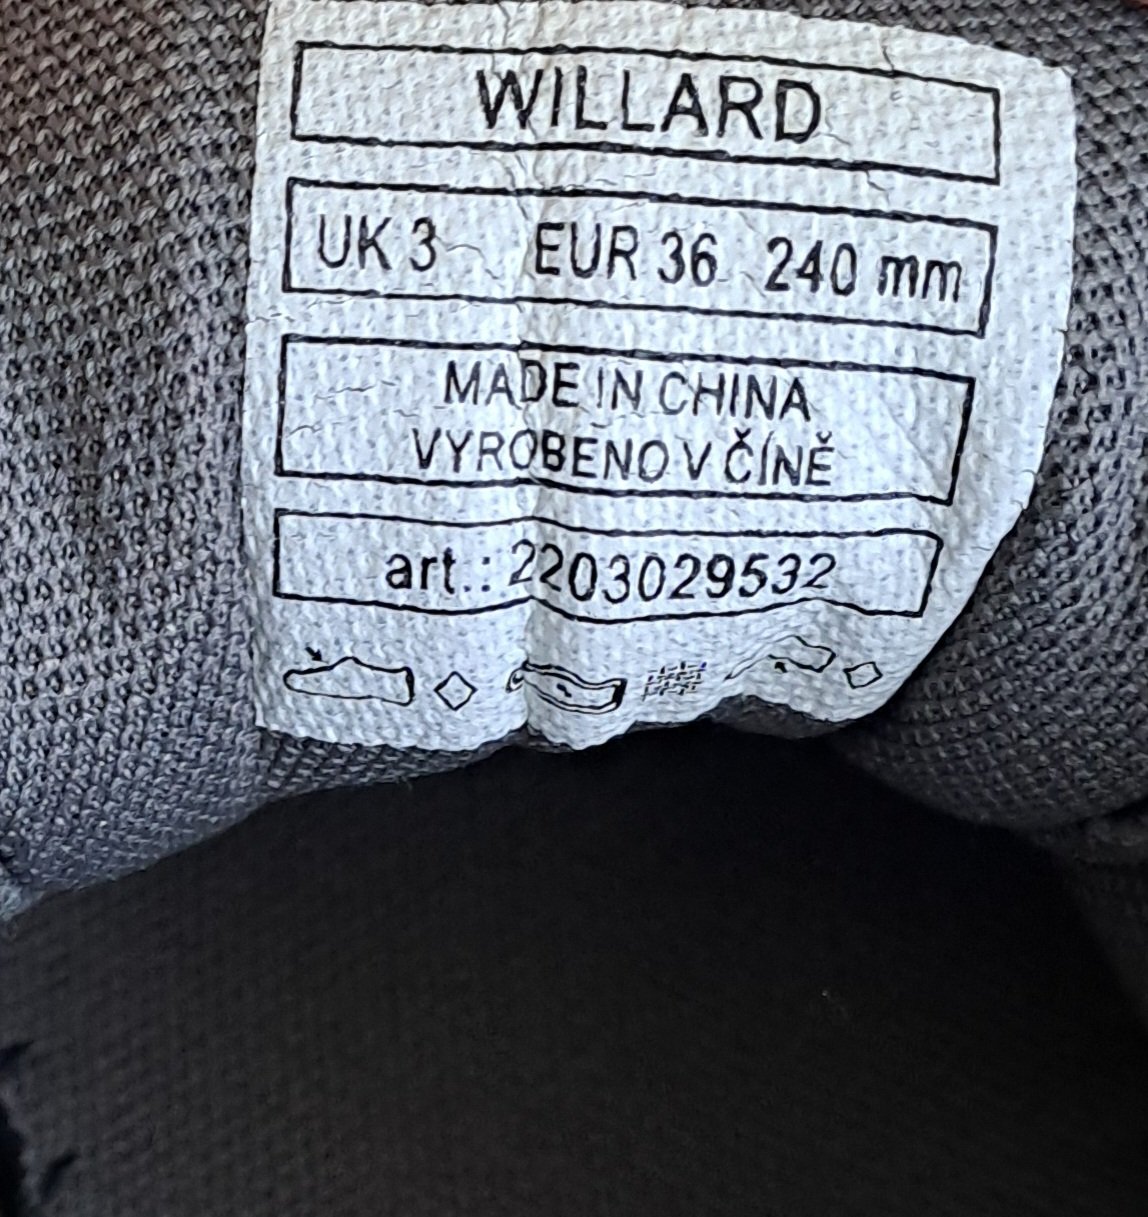 WILLARD
UK 3 EUR 36 240 mm
MADE IN CHINA
VYROBENO V ČÍNĚ
art.: 2203029532